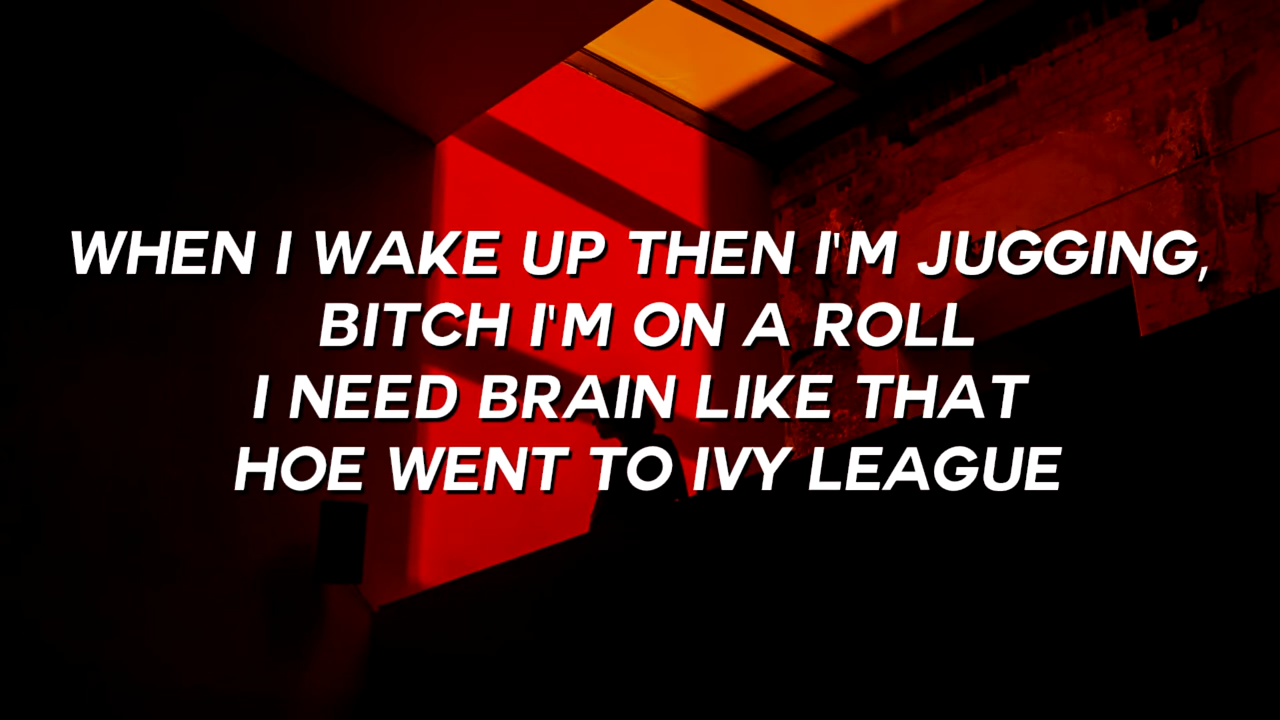 WHEN I WAKE UP THEN I'M JUGGING,
BITCH I'M ON A ROLL
I NEED BRAIN LIKE THAT
HOE WENT TO IVY LEAGUE